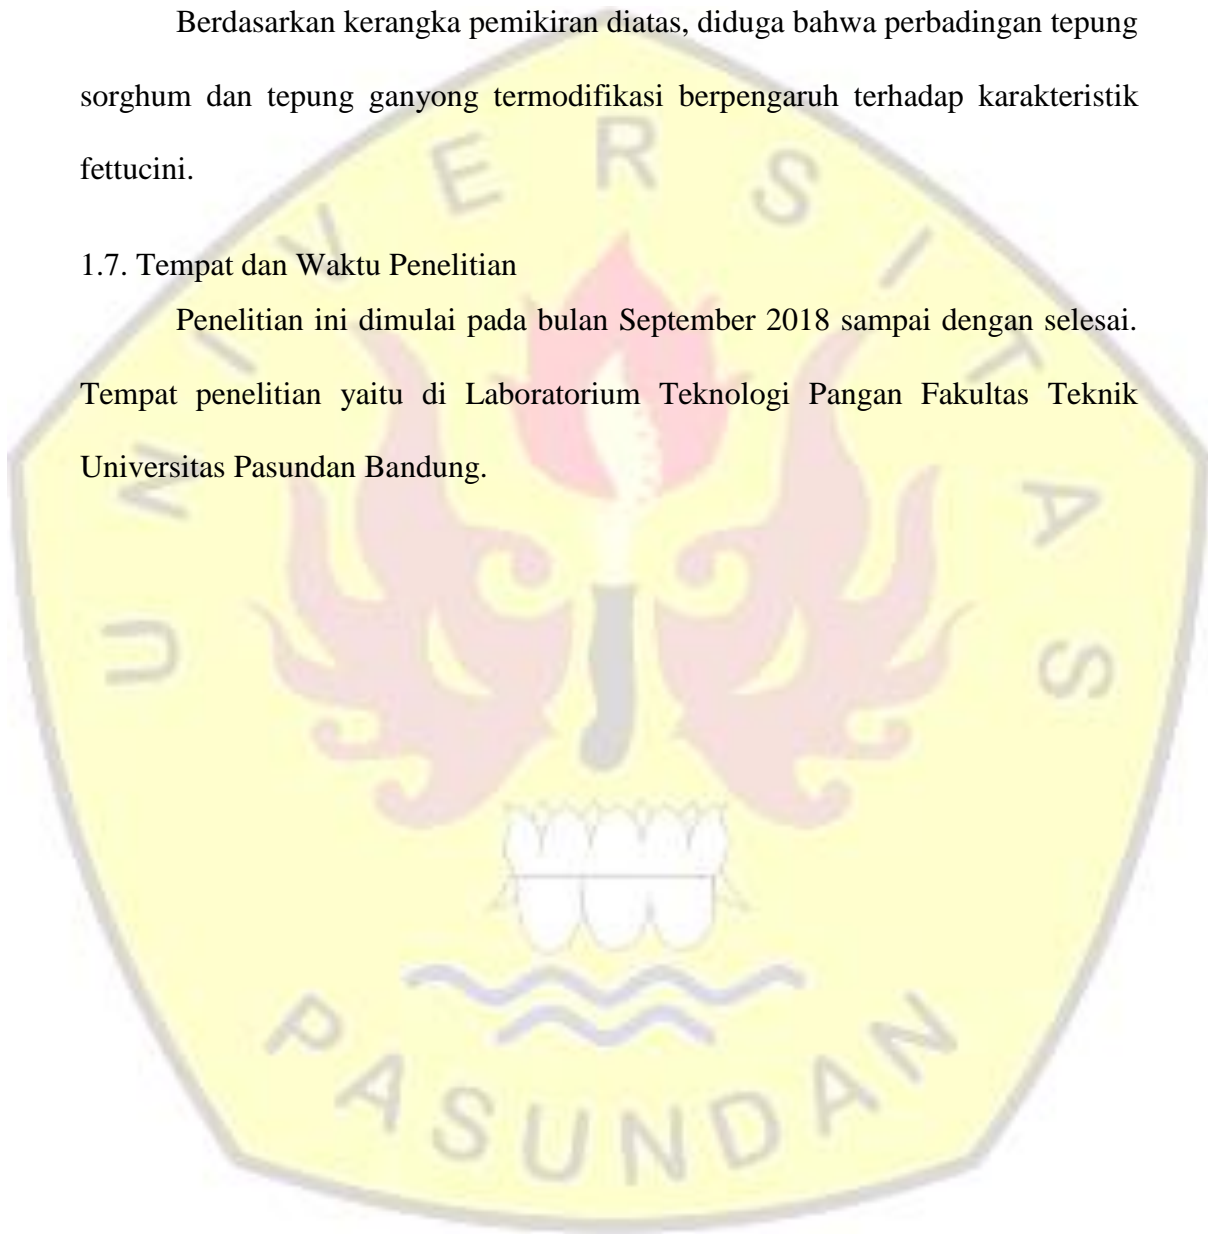 Berdasarkan kerangka pemikiran diatas, diduga bahwa perbadingan tepung
sorghum dan tepung ganyong termodifikasi berpengaruh terhadap karakteristik
fettucini.
1.7. Tempat dan Waktu Penelitian
Penelitian ini dimulai pada bulan September 2018 sampai dengan selesai.
Tempat penelitian yaitu di Laboratorium Teknologi Pangan Fakultas Teknik
Universitas Pasundan Bandung.
UNIVERSITAS
PASUNDAN